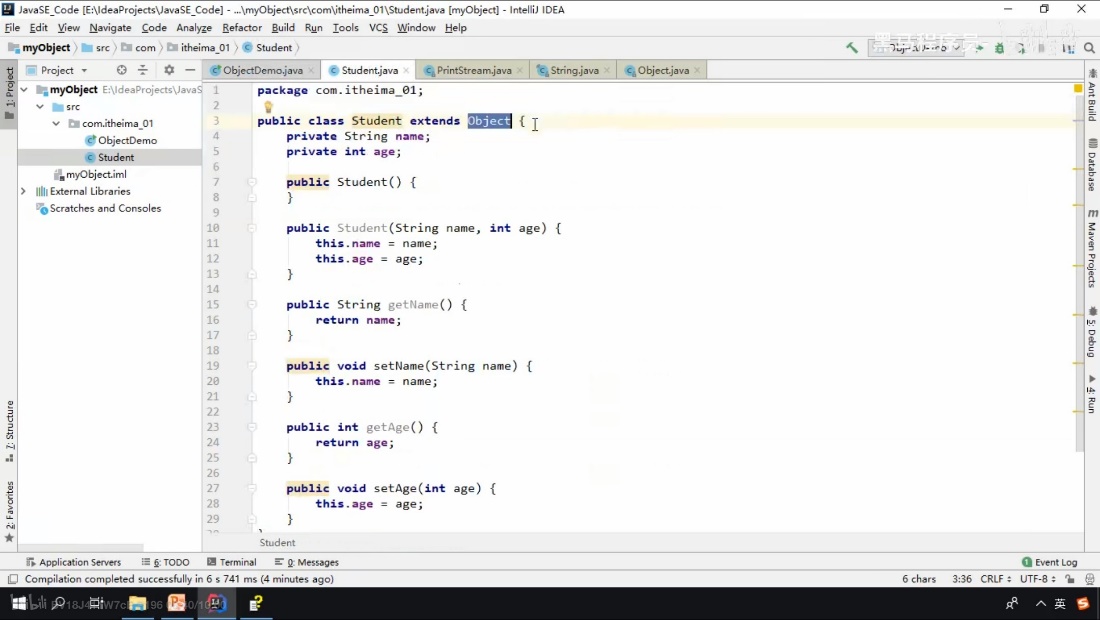 JavaSE_Code [E:\IdeaProjects\JavaSE_Code] - ...\myObject\src\com\itheima_01\Student.java [myObject] - IntelliJ IDEA
File Edit View Navigate Code Analyze Refactor Build Run Tools VCS Window Help
myObject src com itheima_01 Student
黑马程序员
Project
ObjectDemo.java Student.java PrintStream.java String.java Object.java
1: Project
myObject E:\IdeaProjects\JavaS
src
com.itheima_01
ObjectDemo
Student
myObject.iml
External Libraries
Scratches and Consoles
7: Structure
2: Favorites
1 package com.itheima_01;
2
3 public class Student extends Object {
4 private String name;
5 private int age;
6
7 public Student() {
8 }
9
10 public Student(String name, int age) {
11 this.name = name;
12 this.age = age;
13 }
14
15 public String getName() {
16 return name;
17 }
18
19 public void setName(String name) {
20 this.name = name;
21 }
22
23 public int getAge() {
24 return age;
25 }
26
27 public void setAge(int age) {
28 this.age = age;
29 }
Student
Ant Build
Database
Maven Projects
5: Debug
4: Run
Application Servers 6: TODO Terminal 0: Messages Event Log
Compilation completed successfully in 6 s 741 ms (4 minutes ago) 6 chars 3:36 CRLF UTF-8
英